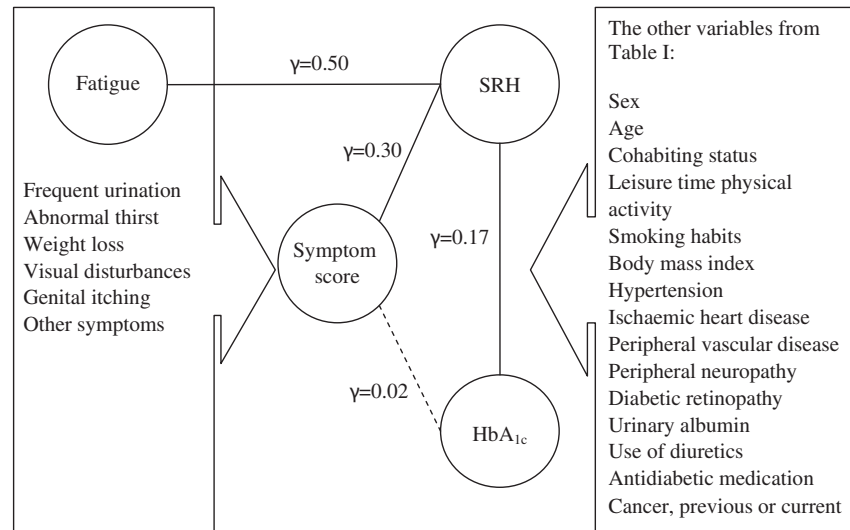 Fatigue
Frequent urination
Abnormal thirst
Weight loss
Visual disturbances
Genital itching
Other symptoms
γ=0.50
SRH
γ=0.30
Symptom
score
γ=0.17
γ=0.02
HbA1c
The other variables from
Table I:
Sex
Age
Cohabiting status
Leisure time physical
activity
Smoking habits
Body mass index
Hypertension
Ischaemic heart disease
Peripheral vascular disease
Peripheral neuropathy
Diabetic retinopathy
Urinary albumin
Use of diuretics
Antidiabetic medication
Cancer, previous or current